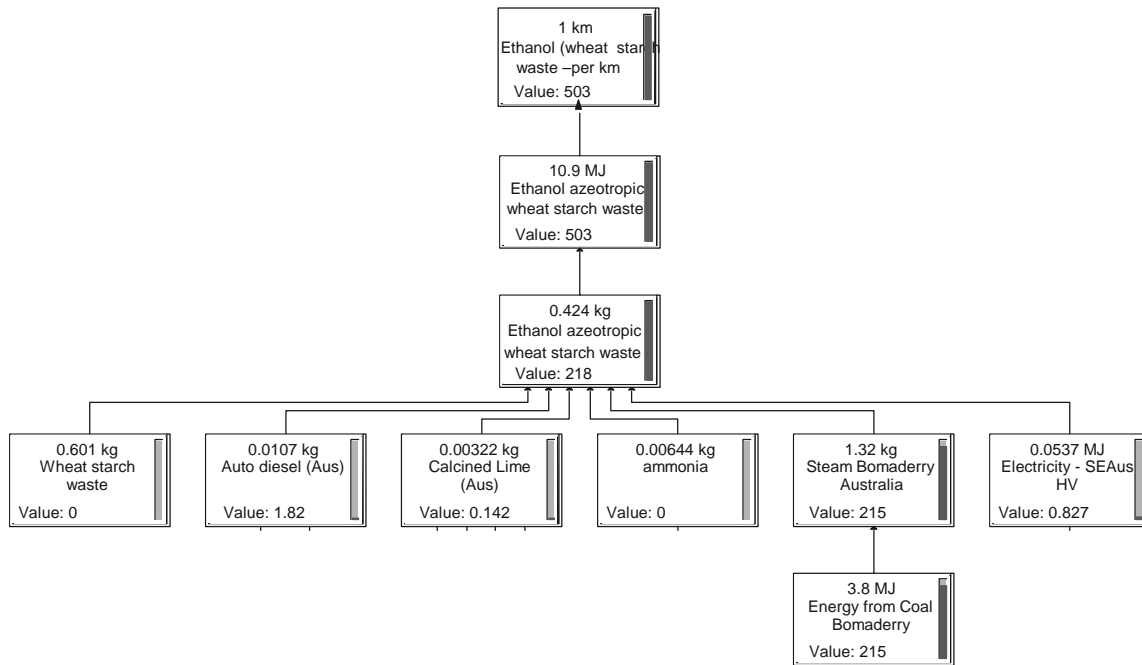 1 km
Ethanol (wheat starch
waste –per km
Value: 503
10.9 MJ
Ethanol azeotropic
wheat starch waste
Value: 503
0.424 kg
Ethanol azeotropic
wheat starch waste
Value: 218
0.601 kg
Wheat starch
waste
Value: 0
0.0107 kg
Auto diesel (Aus)
Value: 1.82
0.00322 kg
Calcined Lime
(Aus)
Value: 0.142
0.00644 kg
ammonia
Value: 0
1.32 kg
Steam Bomaderry
Australia
Value: 215
0.0537 MJ
Electricity - SEAus
HV
Value: 0.827
3.8 MJ
Energy from Coal
Bomaderry
Value: 215